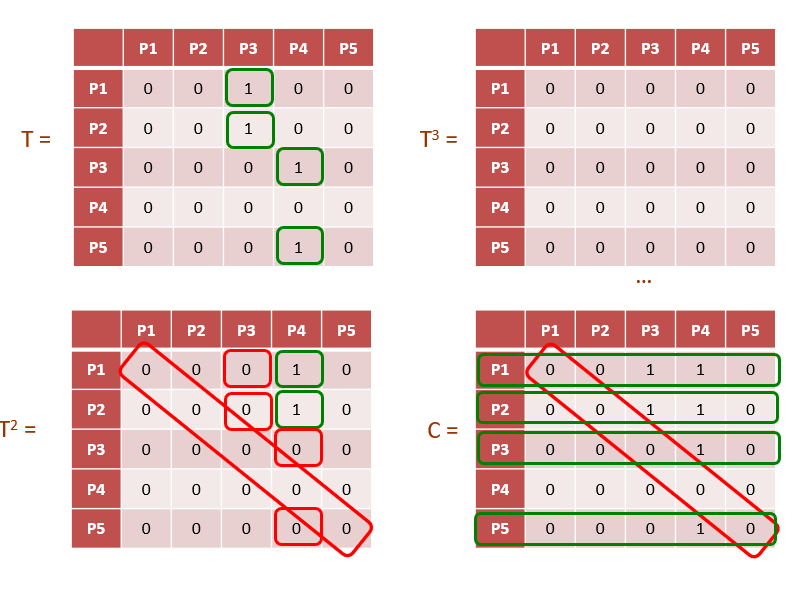 P1 P2 P3 P4 P5
P1 0 0 1 0 0
P2 0 0 1 0 0
P3 0 0 0 1 0
P4 0 0 0 0 0
P5 0 0 0 1 0
T =
P1 P2 P3 P4 P5
P1 0 0 0 0 0
P2 0 0 0 0 0
P3 0 0 0 0 0
P4 0 0 0 0 0
P5 0 0 0 0 0
T³ =
...
P1 P2 P3 P4 P5
P1 0 0 0 1 0
P2 0 0 0 1 0
P3 0 0 0 0 0
P4 0 0 0 0 0
P5 0 0 0 0 0
T² =
P1 P2 P3 P4 P5
P1 0 0 1 1 0
P2 0 0 1 1 0
P3 0 0 0 1 0
P4 0 0 0 0 0
P5 0 0 0 1 0
C =